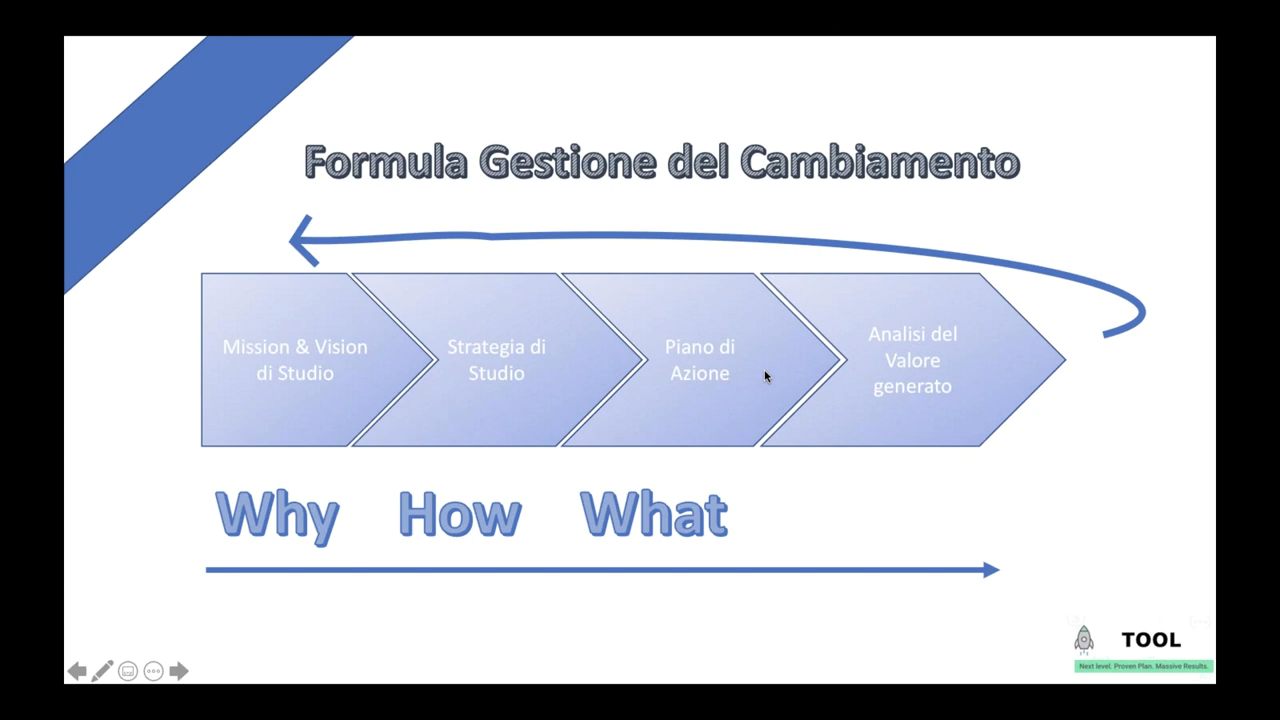 Formula Gestione del Cambiamento
Mission & Vision
di Studio
Strategia di
Studio
Piano di
Azione
Analisi del
Valore
generato
Why How What
TOOL
Next level. Proven Plan. Massive Results.